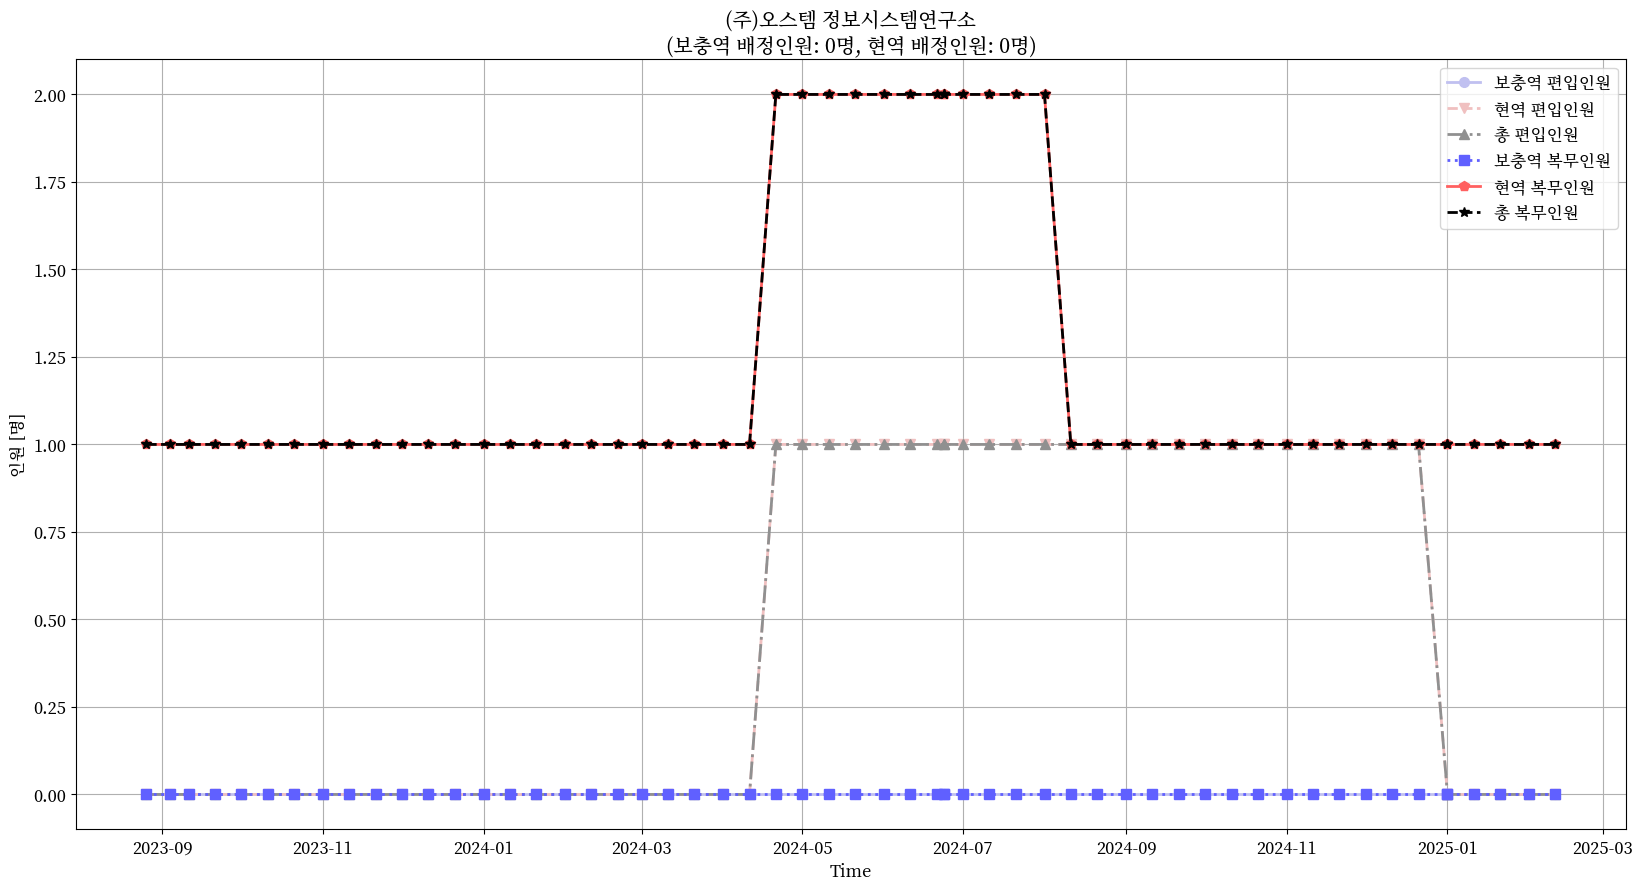 (주)오스템 정보시스템연구소
(보충역 배정인원: 0명, 현역 배정인원: 0명)
보충역 편입인원
현역 편입인원
총 편입인원
보충역 복무인원
현역 복무인원
총 복무인원
인원 [명]
2.00
1.75
1.50
1.25
1.00
0.75
0.50
0.25
0.00
2023-09
2023-11
2024-01
2024-03
2024-05
2024-07
2024-09
2024-11
2025-01
2025-03
Time